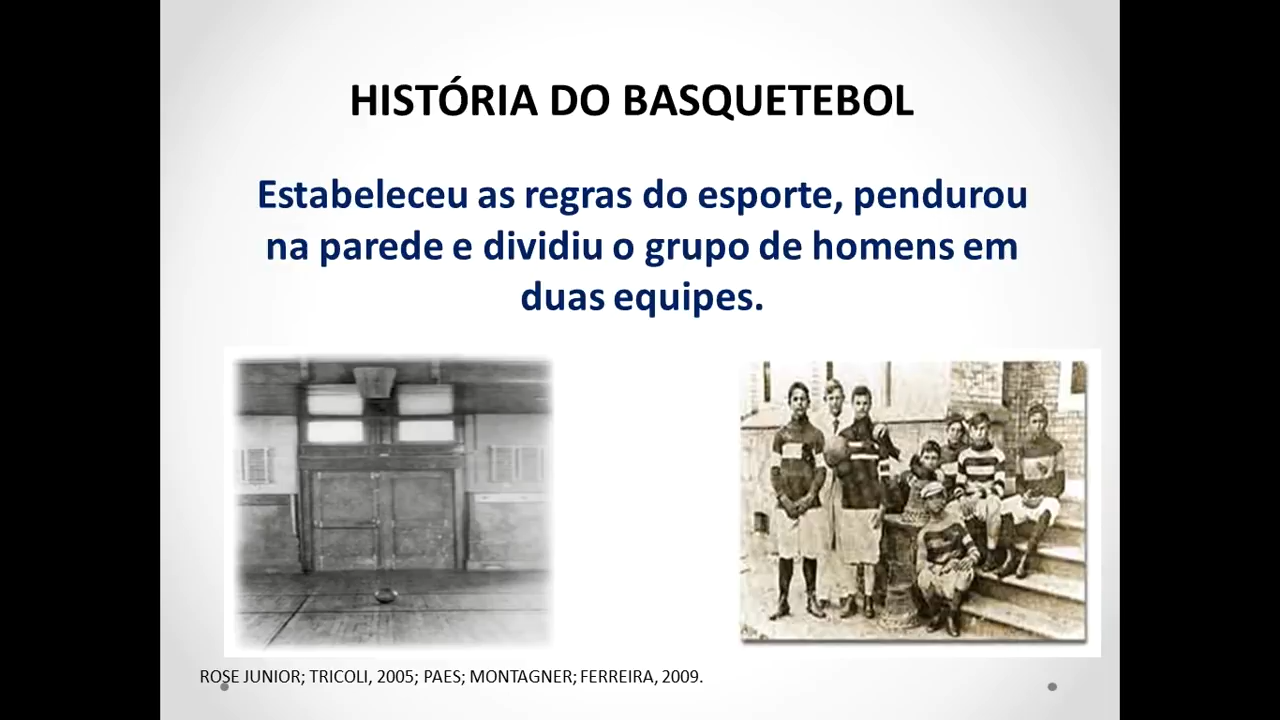 HISTÓRIA DO BASQUETEBOL
Estabeleceu as regras do esporte, pendurou
na parede e dividiu o grupo de homens em
duas equipes.
ROSE JUNIOR; TRICOLI, 2005; PAES; MONTAGNER; FERREIRA, 2009.